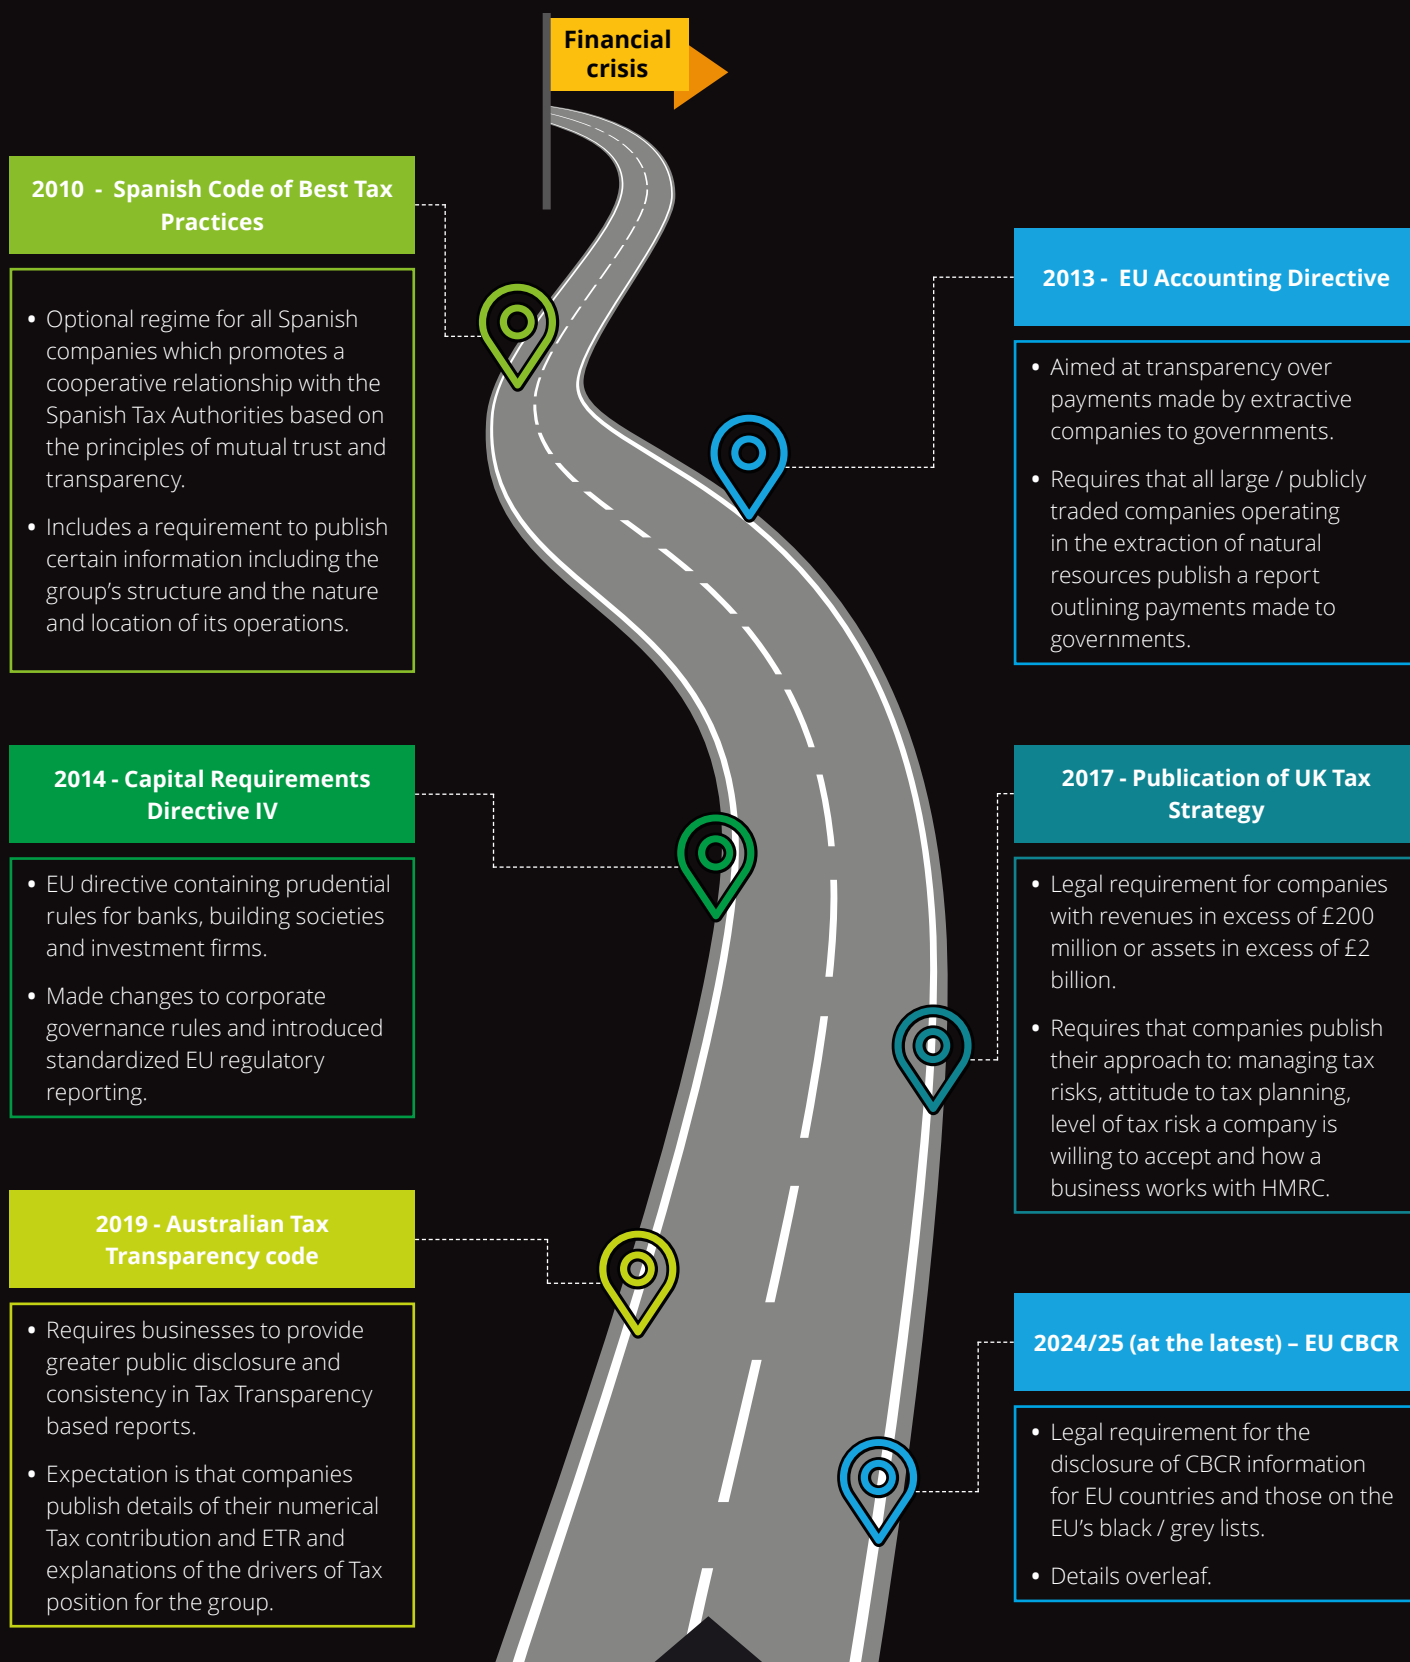 Financial
crisis
2010 - Spanish Code of Best Tax
Practices
• Optional regime for all Spanish
companies which promotes a
cooperative relationship with the
Spanish Tax Authorities based on
the principles of mutual trust and
transparency.
• Includes a requirement to publish
certain information including the
group’s structure and the nature
and location of its operations.
2013 - EU Accounting Directive
• Aimed at transparency over
payments made by extractive
companies to governments.
• Requires that all large / publicly
traded companies operating
in the extraction of natural
resources publish a report
outlining payments made to
governments.
2014 - Capital Requirements
Directive IV
• EU directive containing prudential
rules for banks, building societies
and investment firms.
• Made changes to corporate
governance rules and introduced
standardized EU regulatory
reporting.
2017 - Publication of UK Tax
Strategy
• Legal requirement for companies
with revenues in excess of £200
million or assets in excess of £2
billion.
• Requires that companies publish
their approach to: managing tax
risks, attitude to tax planning,
level of tax risk a company is
willing to accept and how a
business works with HMRC.
2019 - Australian Tax
Transparency code
• Requires businesses to provide
greater public disclosure and
consistency in Tax Transparency
based reports.
• Expectation is that companies
publish details of their numerical
Tax contribution and ETR and
explanations of the drivers of Tax
position for the group.
2024/25 (at the latest) – EU CBCR
• Legal requirement for the
disclosure of CBCR information
for EU countries and those on the
EU’s black / grey lists.
• Details overleaf.